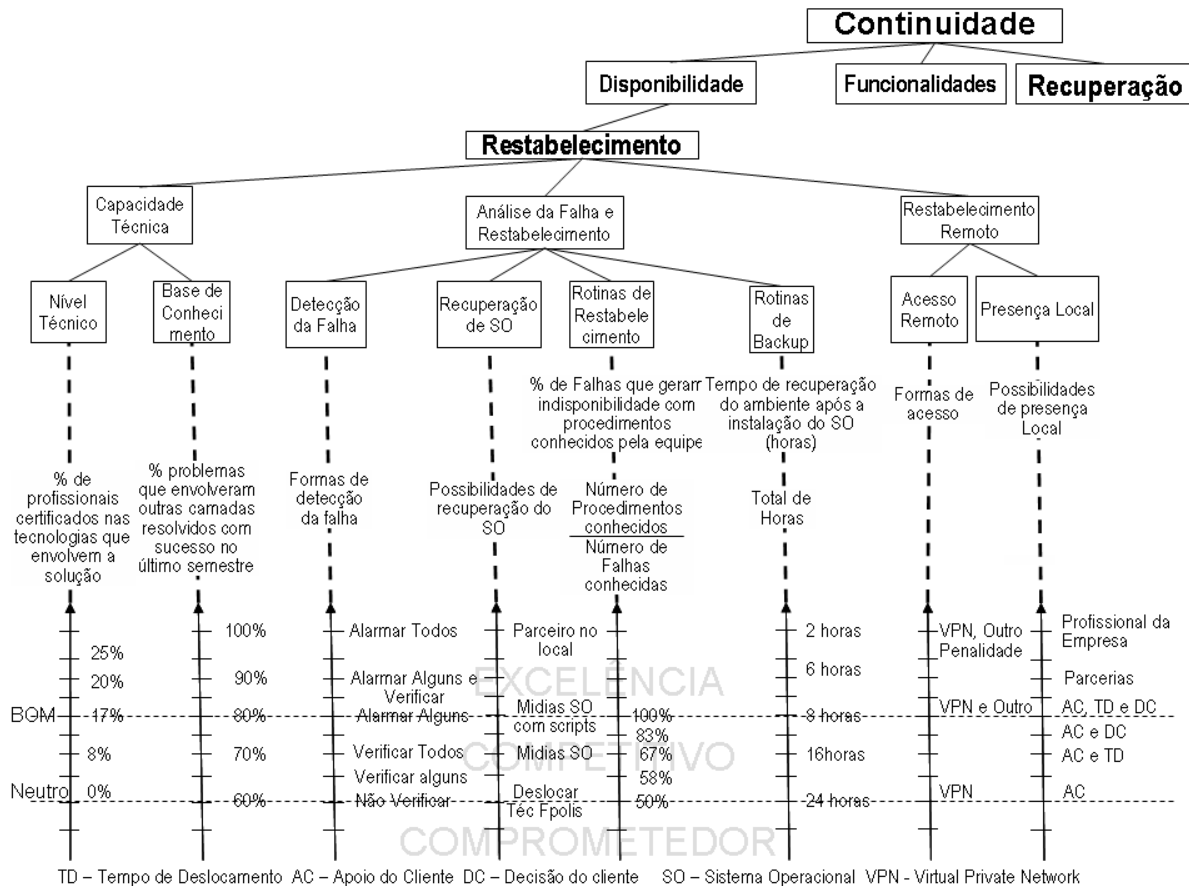 Continuidade
Disponibilidade
Funcionalidades
Recuperação
Restabelecimento
Capacidade
Técnica
Análise da Falha e
Restabelecimento
Restabelecimento
Remoto
Nível
Técnico
Base de
Conheci
mento
Detecção
da Falha
Recuperação
de SO
Rotinas de
Restabele
cimento
Rotinas
de
Backup
Acesso
Remoto
Presença Local
% de
profissionais
certificados nas
tecnologias que
envolvem a
solução
% problemas
que envolveram
outras camadas
resolvidos com
sucesso no
último semestre
Formas de
detecção
da falha
Possibilidades de
recuperação do
SO
% de Falhas que geram
indisponibilidade com
procedimentos
conhecidos pela equipe
Número de
Procedimentos
conhecidos
Número de
Falhas
conhecidas
Tempo de recuperação
do ambiente após a
instalação do SO
(horas)
Total de
Horas
Formas de
acesso
Possibilidades
de presença
Local
BOM
Neutro
25%
20%
17%
8%
0%
100%
90%
80%
70%
60%
Alarmar Todos
Alarmar Alguns e
Verificar
Alarmar Alguns
Verificar Todos
Verificar alguns
Não Verificar
Parceiro no
local
Midias SO
com scripts
Midias SO
Deslocar
Téc Fpolis
100%
83%
67%
58%
50%
2 horas
6 horas
8 horas
16horas
24 horas
VPN, Outro
Penalidade
VPN e Outro
VPN
Profissional da
Empresa
Parcerias
AC, TD e DC
AC e DC
AC e TD
AC
EXCELÊNCIA
COMPETITIVO
COMPROMETEDOR
TD – Tempo de Deslocamento AC – Apoio do Cliente DC – Decisão do cliente SO – Sistema Operacional VPN - Virtual Private Network